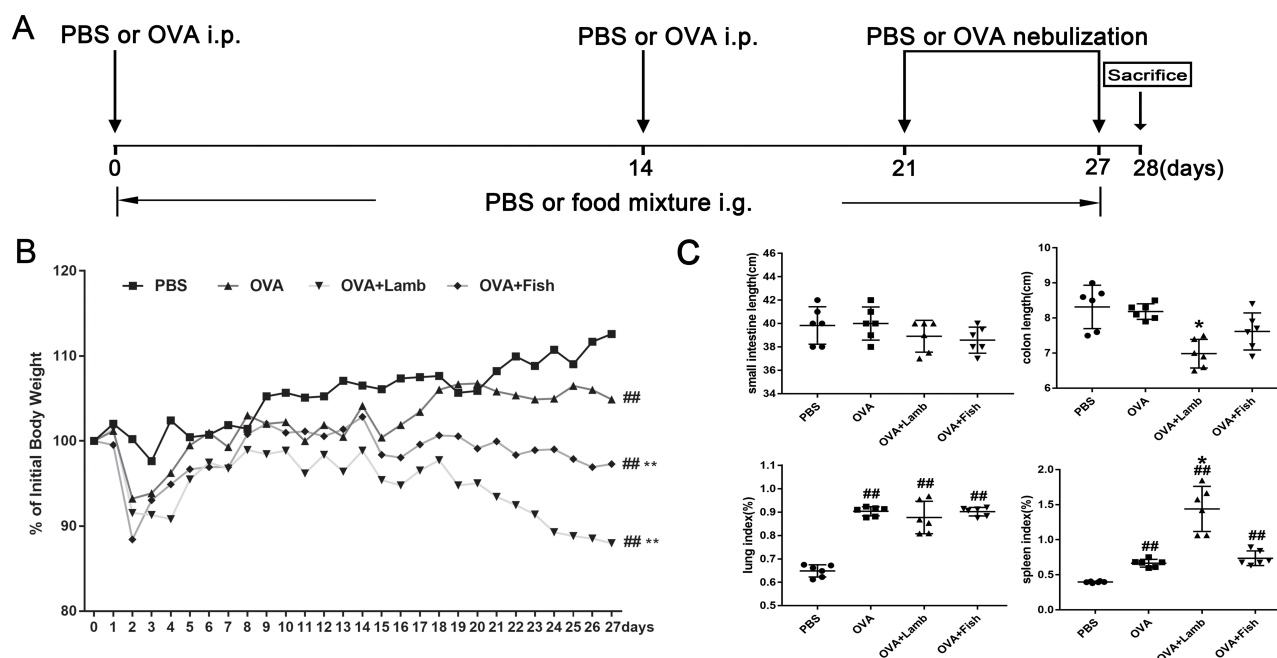 A
PBS or OVA i.p.
PBS or OVA i.p.
PBS or OVA nebulization
Sacrifice
0
14
21
27
28(days)
PBS or food mixture i.g.
B
% of Initial Body Weight
120
110
100
90
80
PBS
OVA
OVA+Lamb
OVA+Fish
##
## **
## **
0 1 2 3 4 5 6 7 8 9 10 11 12 13 14 15 16 17 18 19 20 21 22 23 24 25 26 27days
C
small intestine length(cm)
46
44
42
40
38
36
34
PBS
OVA
OVA+Lamb
OVA+Fish
colon length(cm)
10
9
8
7
6
*
PBS
OVA
OVA+Lamb
OVA+Fish
lung index(%)
1.1
1.0
0.9
0.8
0.7
0.6
0.5
##
##
##
PBS
OVA
OVA+Lamb
OVA+Fish
spleen index(%)
2.0
1.5
1.0
0.5
0.0
##
*
##
##
PBS
OVA
OVA+Lamb
OVA+Fish